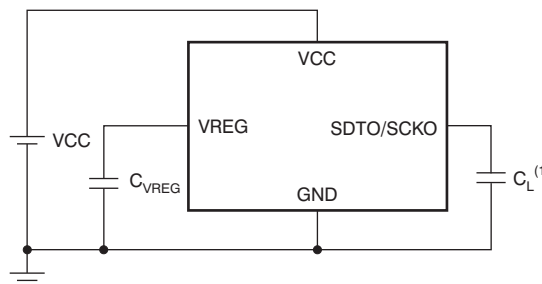 VCC
VREG
SDTO/SCKO
VCC
C_VREG
C_L^(1
GND